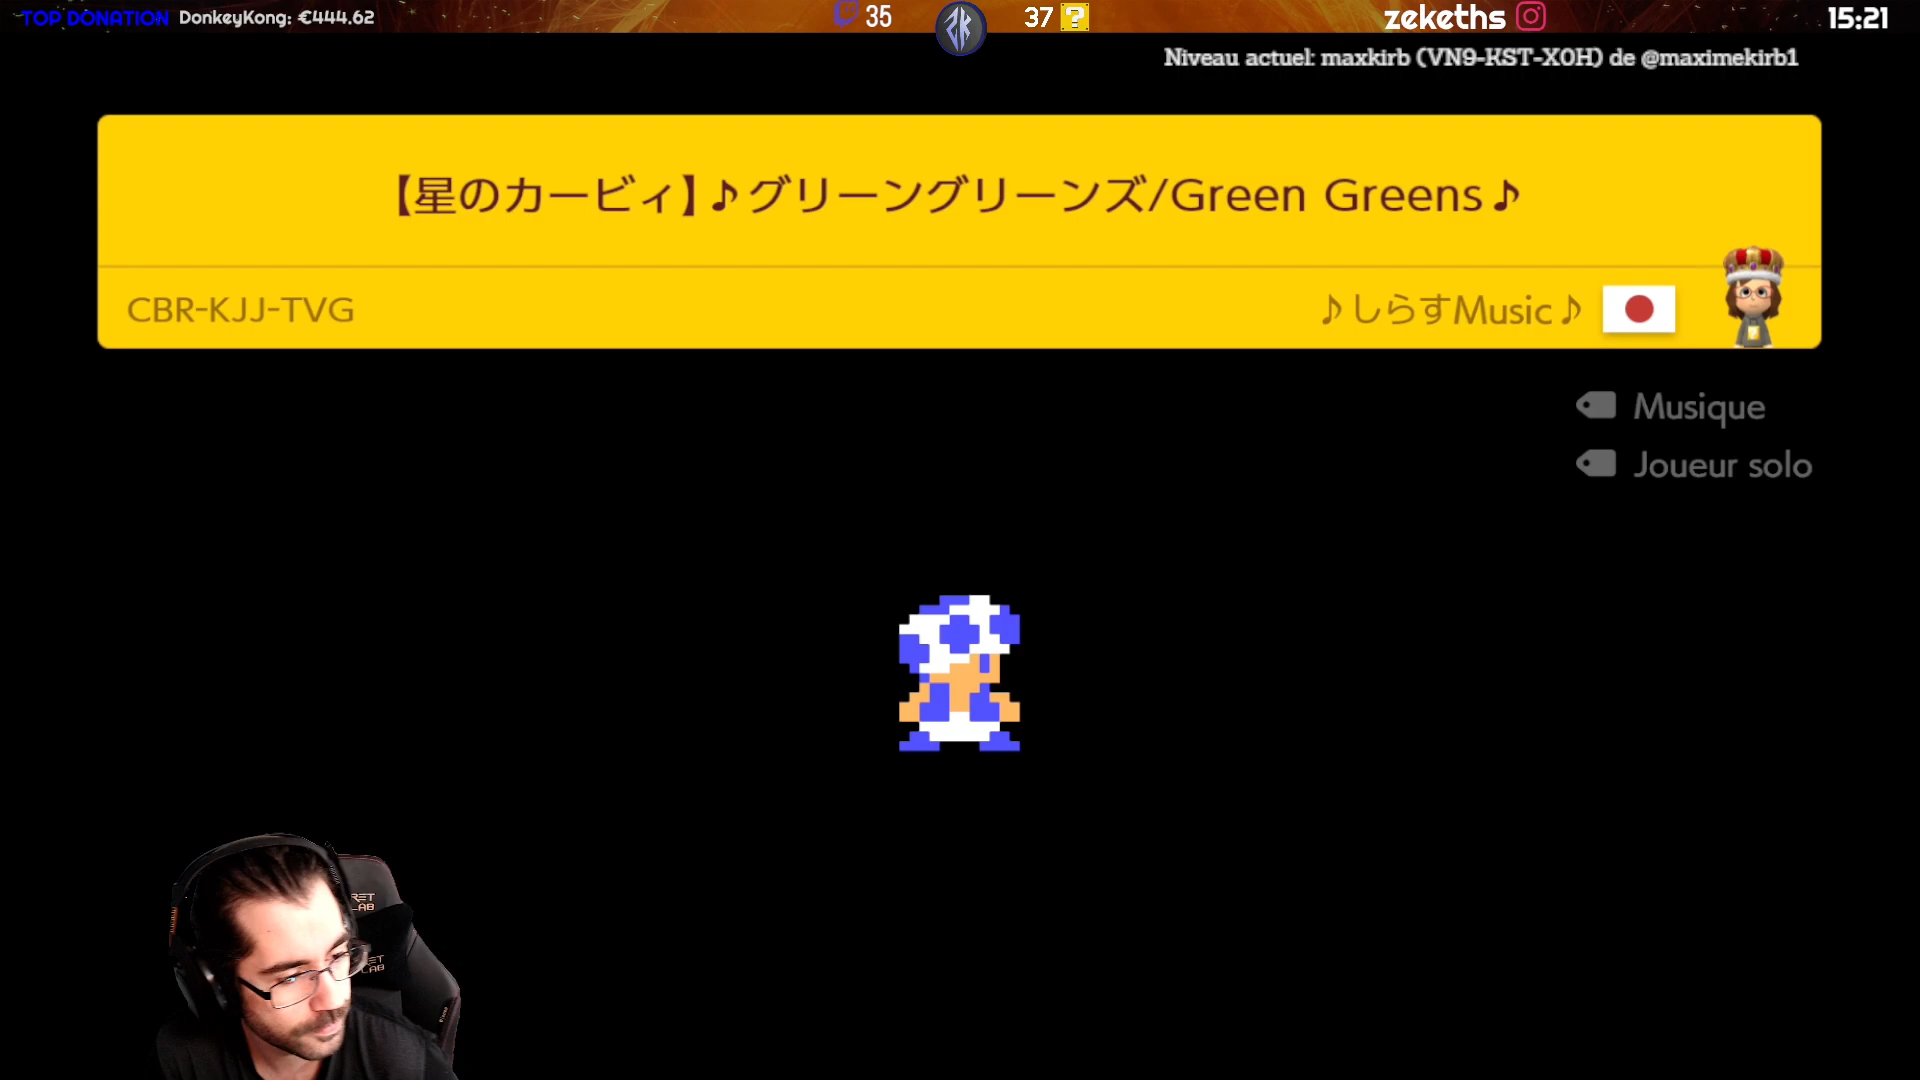 TOP DONATION DonkeyKong: €444.62
35
37
zekeths
15:21
Niveau actuel: maxkirb (VN9-KST-X0H) de @maximekirb1
【星のカービィ】♪グリーングリーンズ/Green Greens♪
CBR-KJJ-TVG
♪しらすMusic♪
Musique
Joueur solo